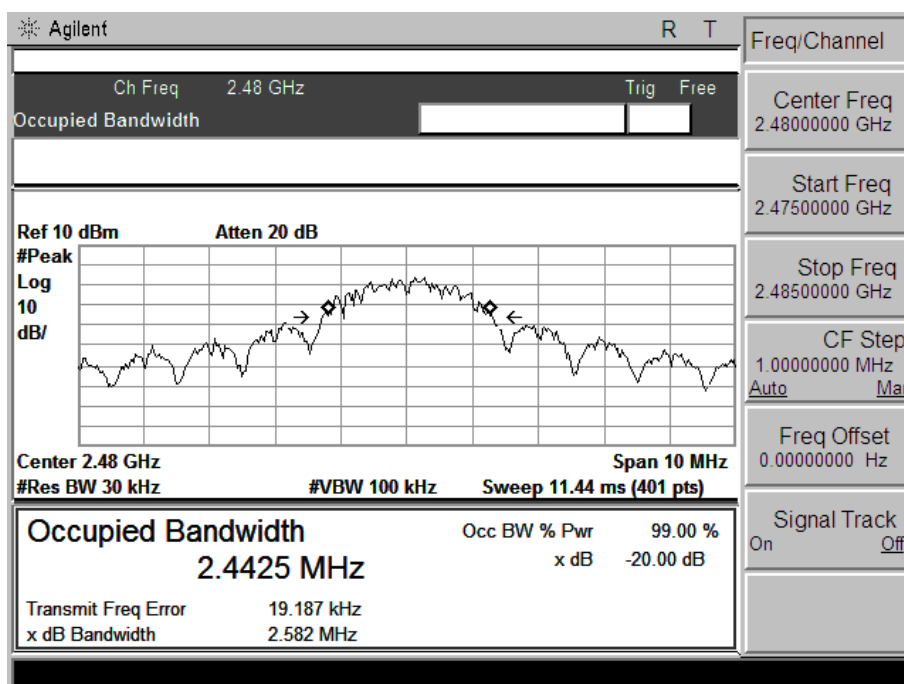 Agilent R T
Ch Freq 2.48 GHz Trig Free
Occupied Bandwidth
Ref 10 dBm Atten 20 dB
#Peak
Log
10
dB/
Center 2.48 GHz Span 10 MHz
#Res BW 30 kHz #VBW 100 kHz Sweep 11.44 ms (401 pts)
Occupied Bandwidth
2.4425 MHz
Occ BW % Pwr 99.00 %
x dB -20.00 dB
Transmit Freq Error 19.187 kHz
x dB Bandwidth 2.582 MHz
Freq/Channel
Center Freq
2.48000000 GHz
Start Freq
2.47500000 GHz
Stop Freq
2.48500000 GHz
CF Step
1.00000000 MHz
Auto Ma
Freq Offset
0.00000000 Hz
Signal Track
On Off